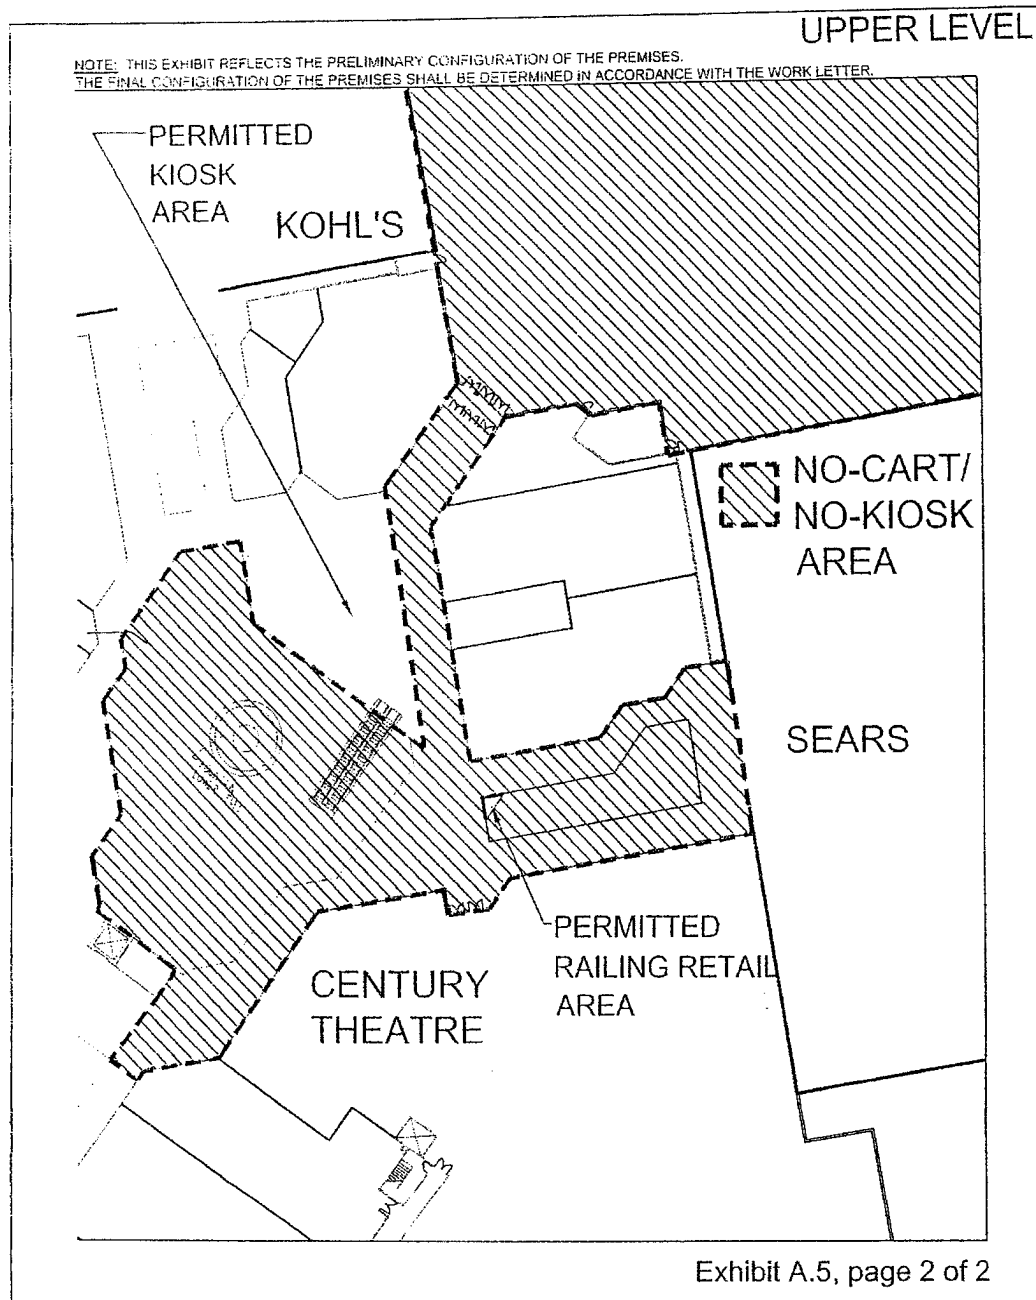 UPPER LEVEL
NOTE: THIS EXHIBIT REFLECTS THE PRELIMINARY CONFIGURATION OF THE PREMISES.
THE FINAL CONFIGURATION OF THE PREMISES SHALL BE DETERMINED IN ACCORDANCE WITH THE WORK LETTER.
PERMITTED
KIOSK
AREA
KOHL'S
NO-CART/
NO-KIOSK
AREA
SEARS
PERMITTED
RAILING RETAIL
AREA
CENTURY
THEATRE
Exhibit A.5, page 2 of 2